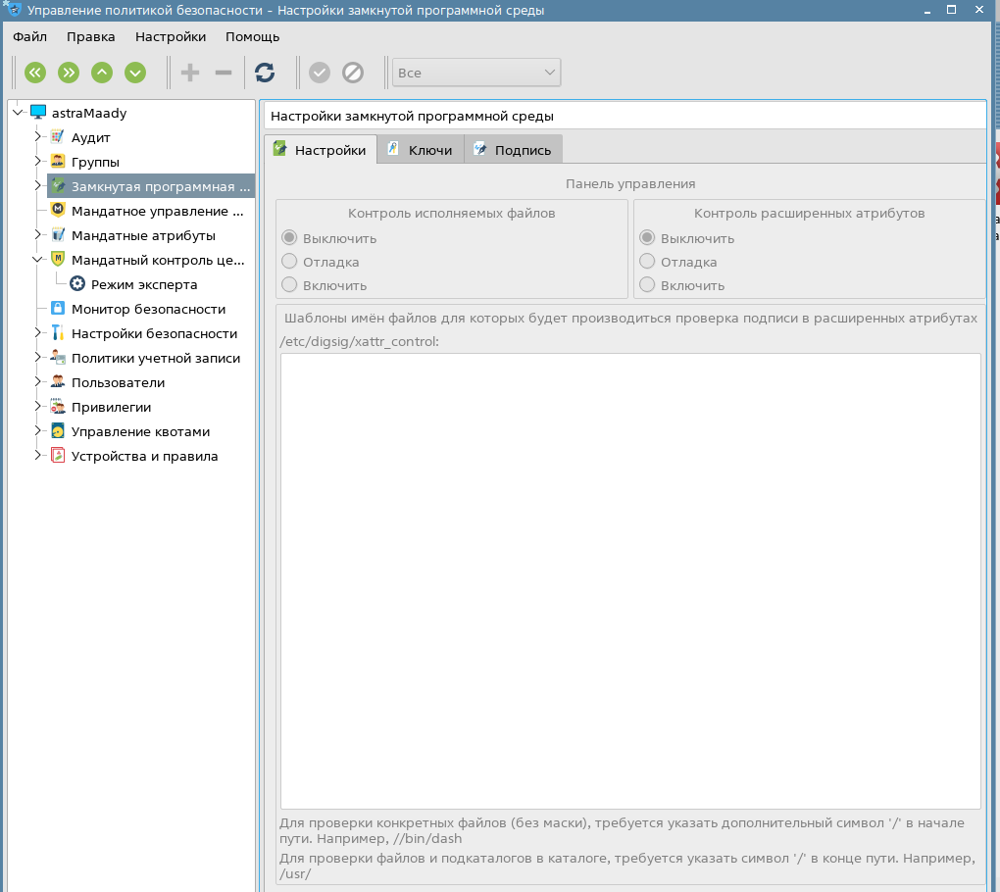 Управление политикой безопасности - Настройки замкнутой программной среды
Файл Правка Настройки Помощь
Все
astraMaady
Аудит
Группы
Замкнутая программная ...
Мандатное управление ...
Мандатные атрибуты
Мандатный контроль це...
Режим эксперта
Монитор безопасности
Настройки безопасности
Политики учетной записи
Пользователи
Привилегии
Управление квотами
Устройства и правила
Настройки замкнутой программной среды
Настройки Ключи Подпись
Панель управления
Контроль исполняемых файлов
Выключить
Отладка
Включить
Контроль расширенных атрибутов
Выключить
Отладка
Включить
Шаблоны имён файлов для которых будет производиться проверка подписи в расширенных атрибутах
/etc/digsig/xattr_control:
Для проверки конкретных файлов (без маски), требуется указать дополнительный символ '/' в начале
пути. Например, //bin/dash
Для проверки файлов и подкаталогов в каталоге, требуется указать символ '/' в конце пути. Например,
/usr/